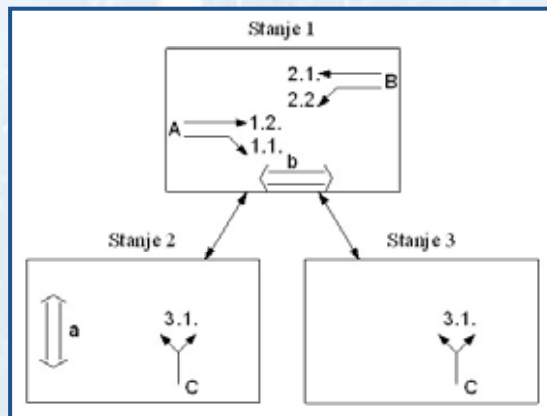 Stanje 1
2.1.
B
2.2.
A
1.2.
1.1.
b
Stanje 2
Stanje 3
a
3.1.
C
3.1.
C